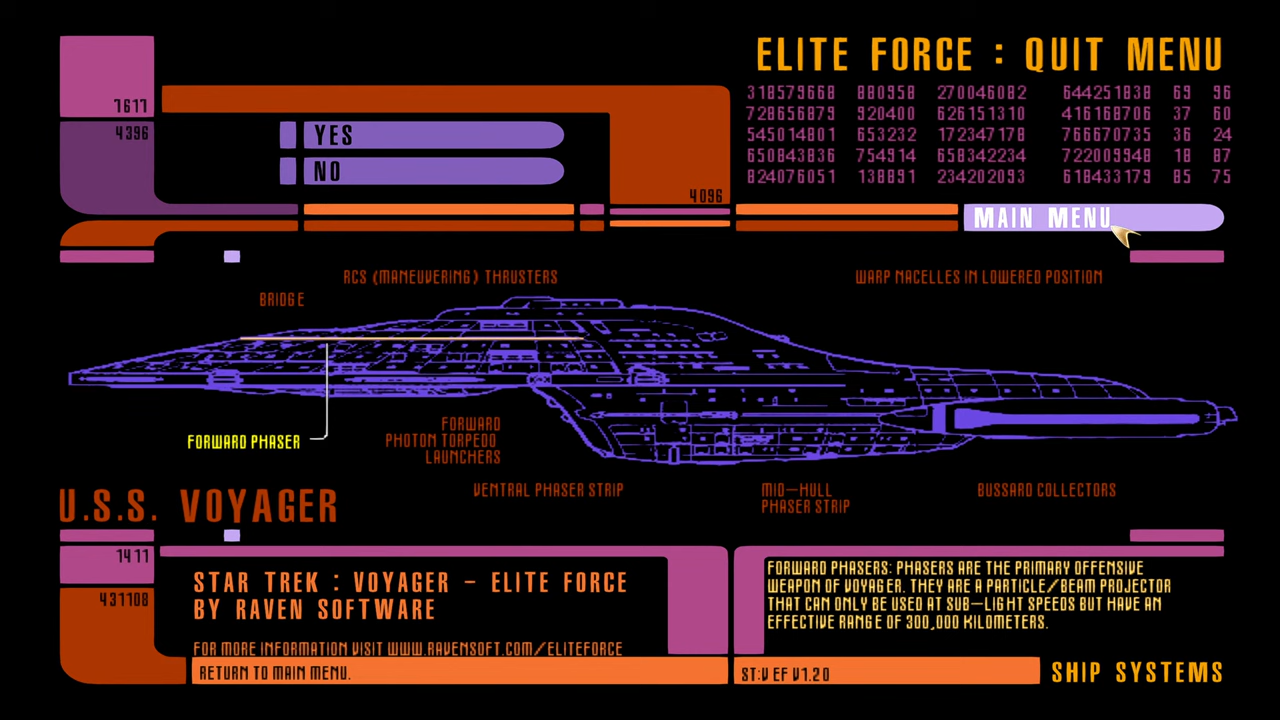 ELITE FORCE : QUIT MENU
7617
4396
YES
NO
4096
318579668 880958 270046082 644251838 69 96
728656879 920400 626151310 416168706 37 60
545014801 653232 172347178 766670735 36 24
650843836 754914 658342234 722009948 18 87
824076051 138891 234202093 618433179 85 75
MAIN MENU
RCS (MANEUVERING) THRUSTERS
WARP NACELLES IN LOWERED POSITION
BRIDGE
FORWARD PHASER
FORWARD
PHOTON TORPEDO
LAUNCHERS
VENTRAL PHASER STRIP
MID-HULL
PHASER STRIP
BUSSARD COLLECTORS
U.S.S. VOYAGER
1411
431108
STAR TREK : VOYAGER - ELITE FORCE
BY RAVEN SOFTWARE
FOR MORE INFORMATION VISIT WWW.RAVENSOFT.COM/ELITEFORCE
FORWARD PHASERS: PHASERS ARE THE PRIMARY OFFENSIVE
WEAPON OF VOYAGER. THEY ARE A PARTICLE/BEAM PROJECTOR
THAT CAN ONLY BE USED AT SUB-LIGHT SPEEDS BUT HAVE AN
EFFECTIVE RANGE OF 300,000 KILOMETERS.
RETURN TO MAIN MENU.
ST:V EF V1.20
SHIP SYSTEMS